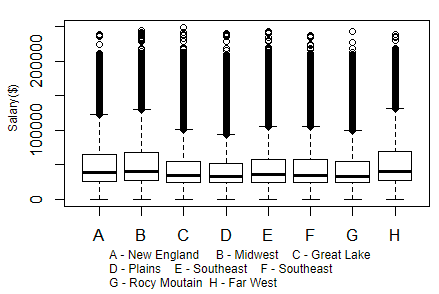 200000
100000
0
Salary($)
A B C D E F G H
A - New England B - Midwest C - Great Lake
D - Plains E - Southeast F - Southeast
G - Rocy Moutain H - Far West